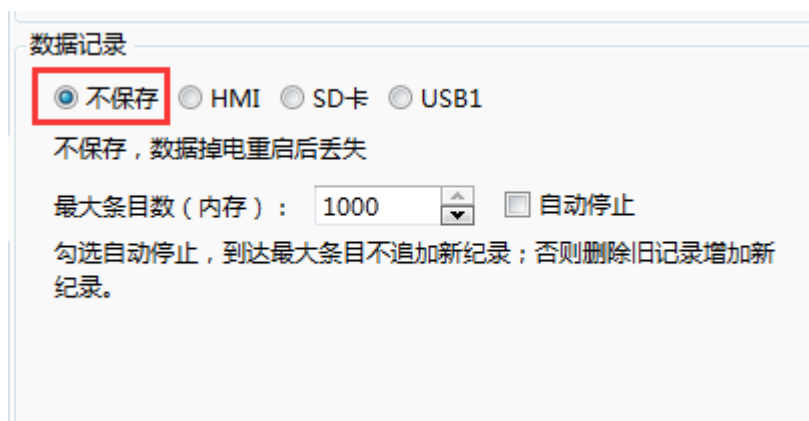 数据记录
不保存 HMI SD卡 USB1
不保存，数据掉电重启后丢失
最大条目数（内存）： 1000 自动停止
勾选自动停止，到达最大条目不追加新纪录；否则删除旧记录增加新
纪录。